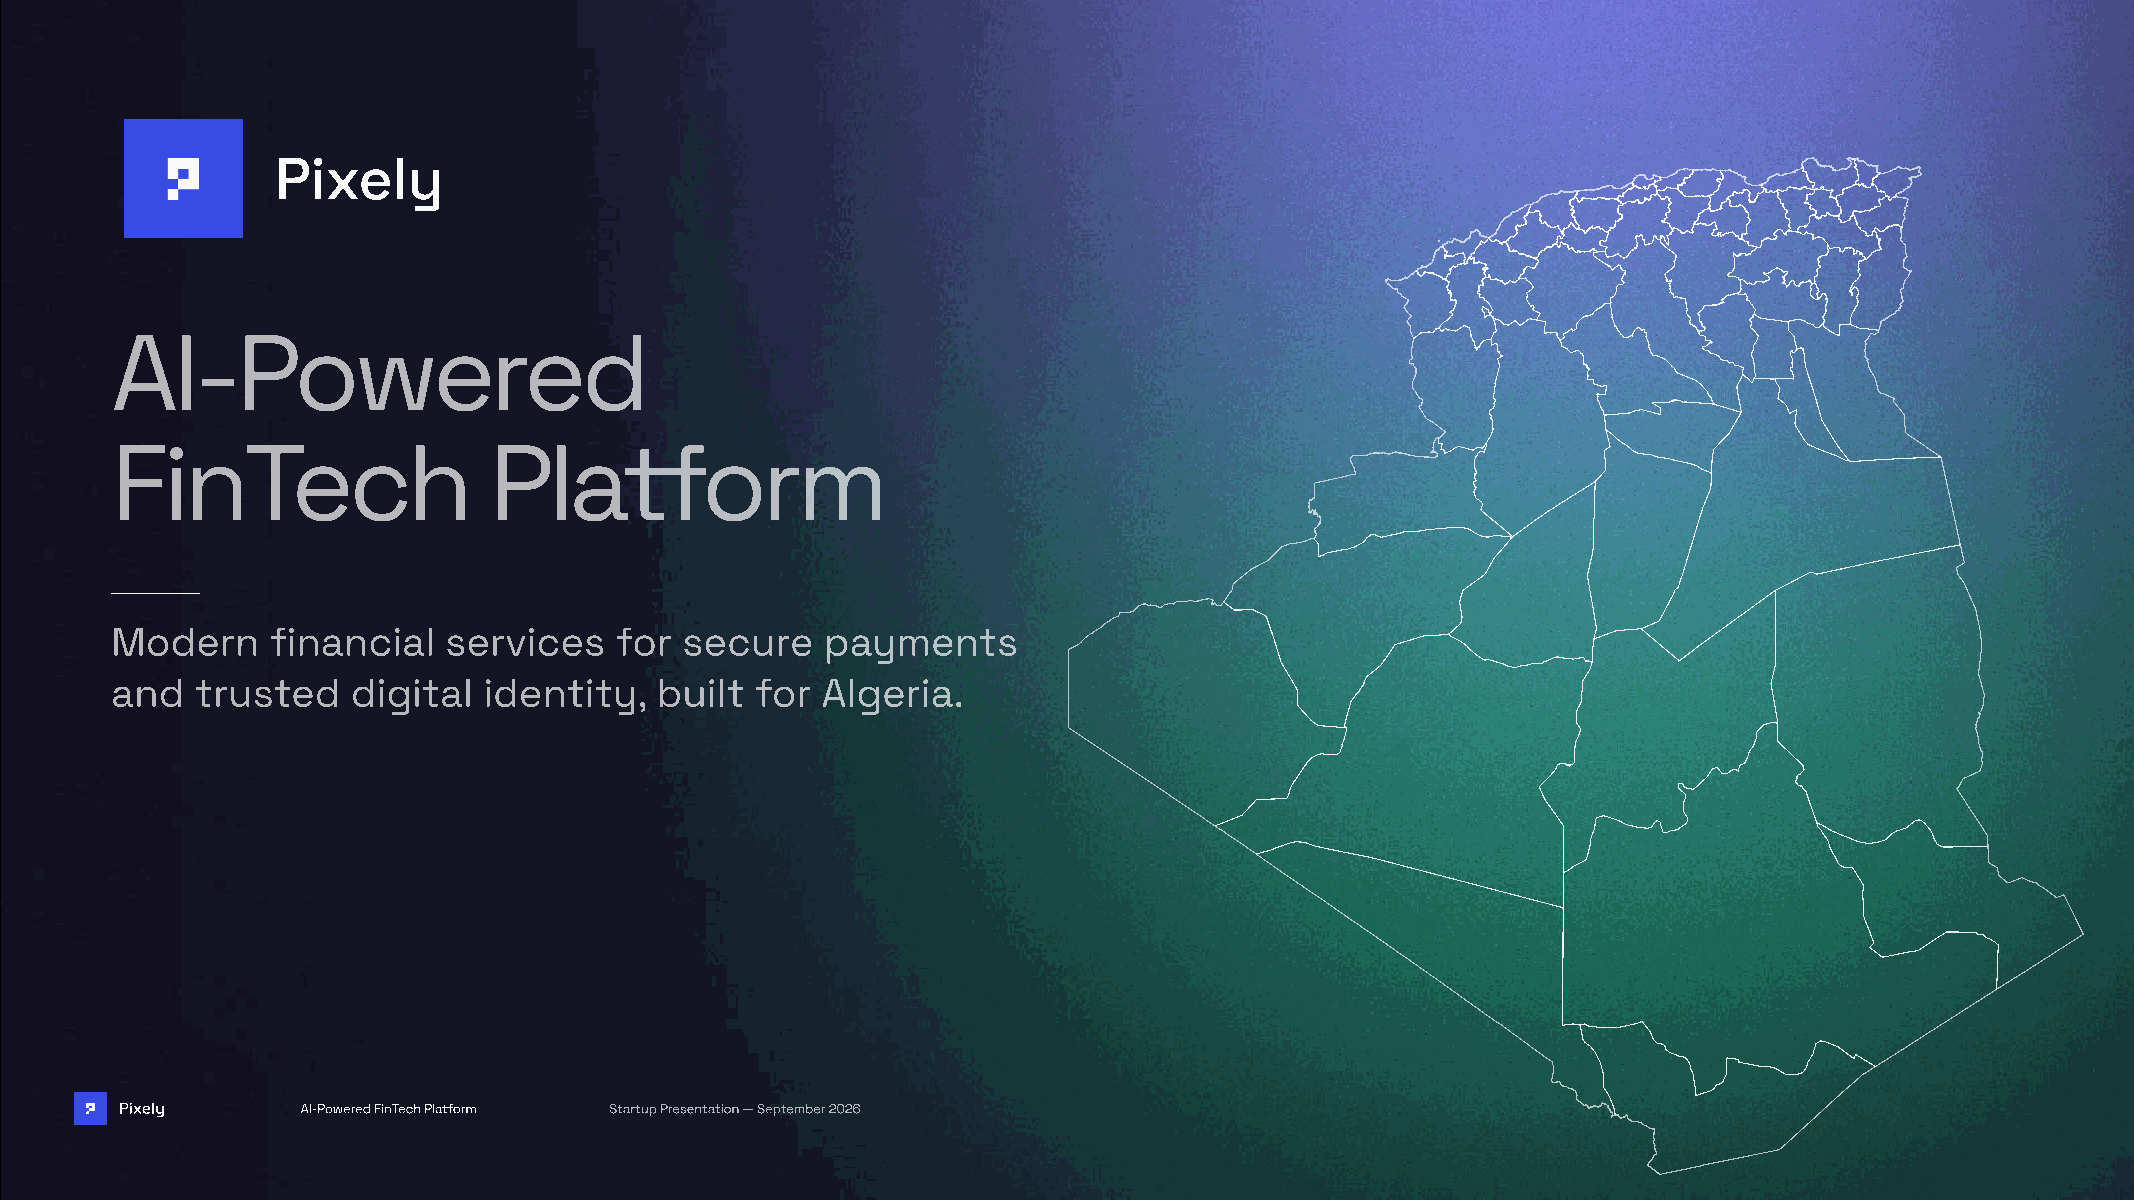 Pixely
AI-Powered
FinTech Platform
Modern financial services for secure payments
and trusted digital identity, built for Algeria.
Pixely
AI-Powered FinTech Platform
Startup Presentation — September 2026